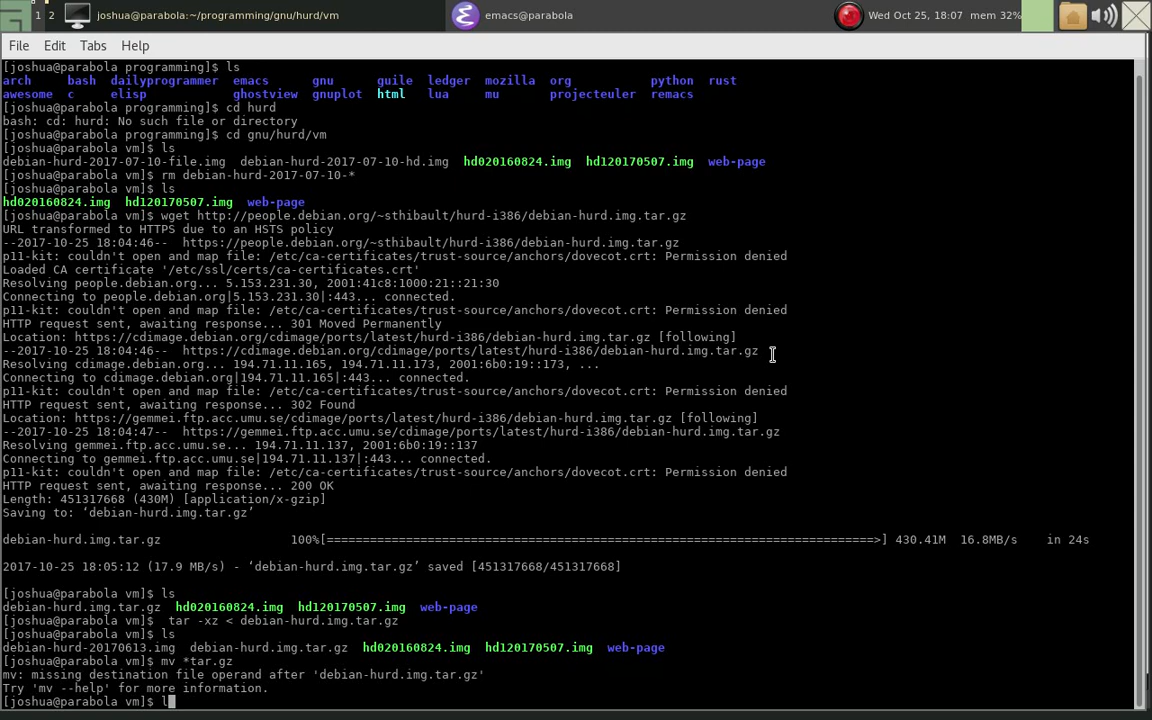 1 2 joshua@parabola:~/programming/gnu/hurd/vm emacs@parabola Wed Oct 25, 18:07 mem 32%
File Edit Tabs Help
[joshua@parabola programming]$ ls
arch bash dailyprogrammer emacs gnu guile ledger mozilla org python rust
awesome c elisp ghostview gnuplot html lua mu projecteuler remacs
[joshua@parabola programming]$ cd hurd
bash: cd: hurd: No such file or directory
[joshua@parabola programming]$ cd gnu/hurd/vm
[joshua@parabola vm]$ ls
debian-hurd-2017-07-10-file.img debian-hurd-2017-07-10-hd.img hd020160824.img hd120170507.img web-page
[joshua@parabola vm]$ rm debian-hurd-2017-07-10-*
[joshua@parabola vm]$ ls
hd020160824.img hd120170507.img web-page
[joshua@parabola vm]$ wget http://people.debian.org/~sthibault/hurd-i386/debian-hurd.img.tar.gz
URL transformed to HTTPS due to an HSTS policy
--2017-10-25 18:04:46-- https://people.debian.org/~sthibault/hurd-i386/debian-hurd.img.tar.gz
p11-kit: couldn't open and map file: /etc/ca-certificates/trust-source/anchors/dovecot.crt: Permission denied
Loaded CA certificate '/etc/ssl/certs/ca-certificates.crt'
Resolving people.debian.org... 5.153.231.30, 2001:41c8:1000:21::21:30
Connecting to people.debian.org|5.153.231.30|:443... connected.
p11-kit: couldn't open and map file: /etc/ca-certificates/trust-source/anchors/dovecot.crt: Permission denied
HTTP request sent, awaiting response... 301 Moved Permanently
Location: https://cdimage.debian.org/cdimage/ports/latest/hurd-i386/debian-hurd.img.tar.gz [following]
--2017-10-25 18:04:46-- https://cdimage.debian.org/cdimage/ports/latest/hurd-i386/debian-hurd.img.tar.gz
Resolving cdimage.debian.org... 194.71.11.165, 194.71.11.173, 2001:6b0:19::173, ...
Connecting to cdimage.debian.org|194.71.11.165|:443... connected.
p11-kit: couldn't open and map file: /etc/ca-certificates/trust-source/anchors/dovecot.crt: Permission denied
HTTP request sent, awaiting response... 302 Found
Location: https://gemmei.ftp.acc.umu.se/cdimage/ports/latest/hurd-i386/debian-hurd.img.tar.gz [following]
--2017-10-25 18:04:47-- https://gemmei.ftp.acc.umu.se/cdimage/ports/latest/hurd-i386/debian-hurd.img.tar.gz
Resolving gemmei.ftp.acc.umu.se... 194.71.11.137, 2001:6b0:19::137
Connecting to gemmei.ftp.acc.umu.se|194.71.11.137|:443... connected.
p11-kit: couldn't open and map file: /etc/ca-certificates/trust-source/anchors/dovecot.crt: Permission denied
HTTP request sent, awaiting response... 200 OK
Length: 451317668 (430M) [application/x-gzip]
Saving to: ‘debian-hurd.img.tar.gz’
debian-hurd.img.tar.gz 100%[============================================================================>] 430.41M 16.8MB/s in 24s
2017-10-25 18:05:12 (17.9 MB/s) - ‘debian-hurd.img.tar.gz’ saved [451317668/451317668]
[joshua@parabola vm]$ ls
debian-hurd.img.tar.gz hd020160824.img hd120170507.img web-page
[joshua@parabola vm]$ tar -xz < debian-hurd.img.tar.gz
[joshua@parabola vm]$ ls
debian-hurd-20170613.img debian-hurd.img.tar.gz hd020160824.img hd120170507.img web-page
[joshua@parabola vm]$ mv *tar.gz
mv: missing destination file operand after 'debian-hurd.img.tar.gz'
Try 'mv --help' for more information.
[joshua@parabola vm]$ l